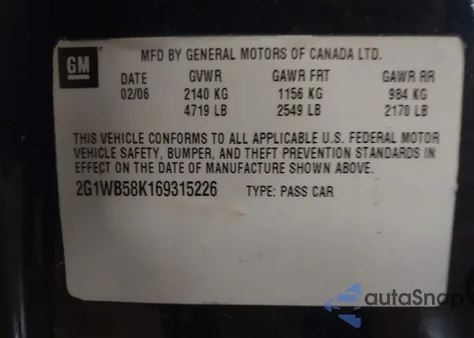 GM
MFD BY GENERAL MOTORS OF CANADA LTD.
DATE GVWR GAWR FRT GAWR RR
02/06 2140 KG 1156 KG 984 KG
4719 LB 2549 LB 2170 LB
THIS VEHICLE CONFORMS TO ALL APPLICABLE U.S. FEDERAL MOTOR
VEHICLE SAFETY, BUMPER, AND THEFT PREVENTION STANDARDS IN
EFFECT ON THE DATE OF MANUFACTURE SHOWN ABOVE.
2G1WB58K169315226 TYPE: PASS CAR
autaSnap